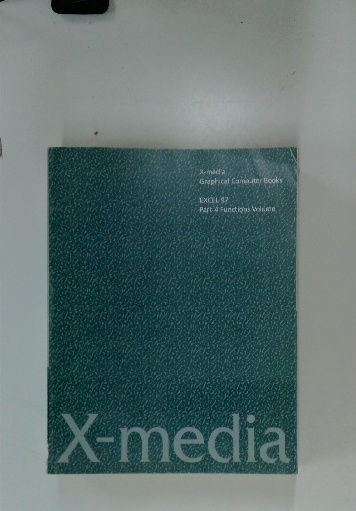 X-media
Graphical Computer Books
EXCEL 97
Part 4 Functions Volume
X-media